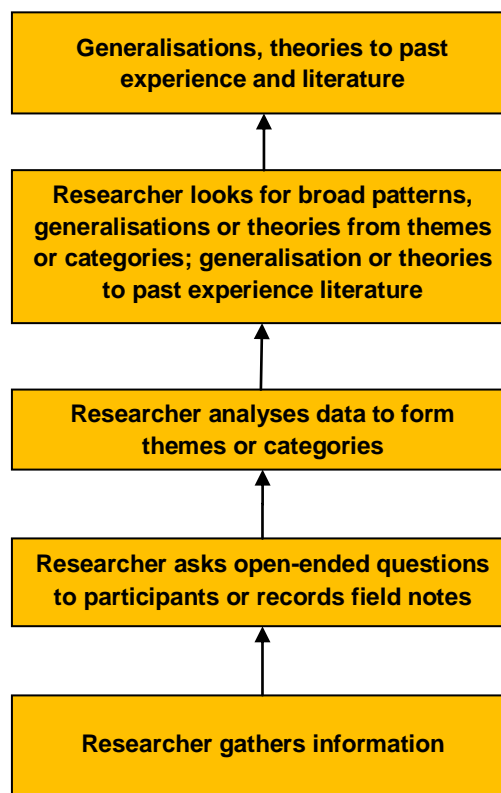 Generalisations, theories to past
experience and literature
Researcher looks for broad patterns,
generalisations or theories from themes
or categories; generalisation or theories
to past experience literature
Researcher analyses data to form
themes or categories
Researcher asks open-ended questions
to participants or records field notes
Researcher gathers information